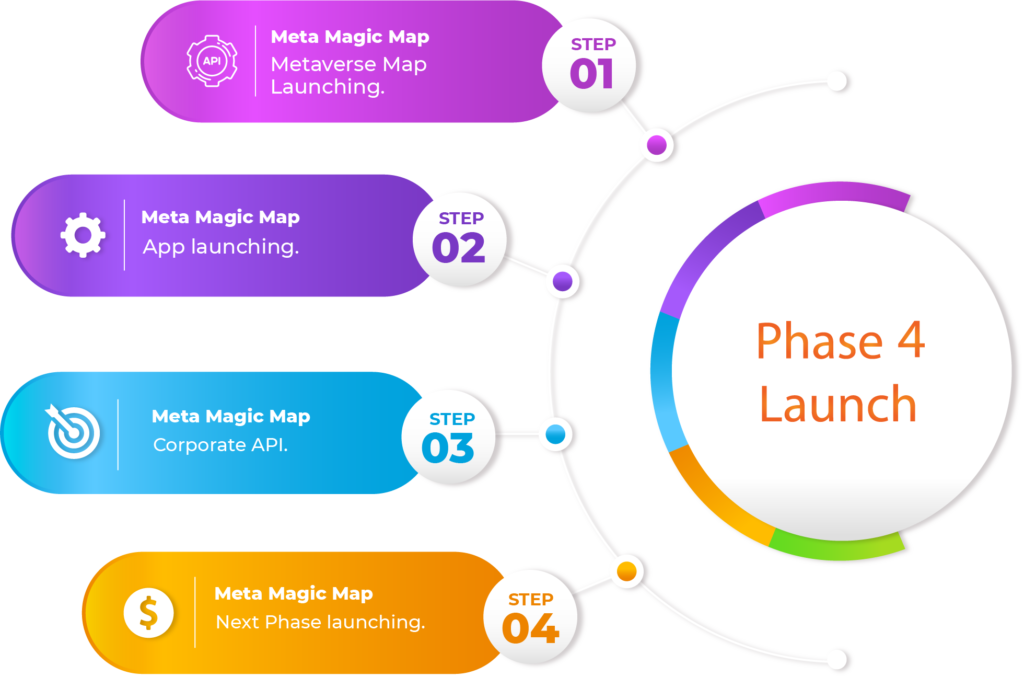 API
Meta Magic Map
Metaverse Map
Launching.
STEP
01
Meta Magic Map
App launching.
STEP
02
Meta Magic Map
Corporate API.
STEP
03
$
Meta Magic Map
Next Phase launching.
STEP
04
Phase 4
Launch